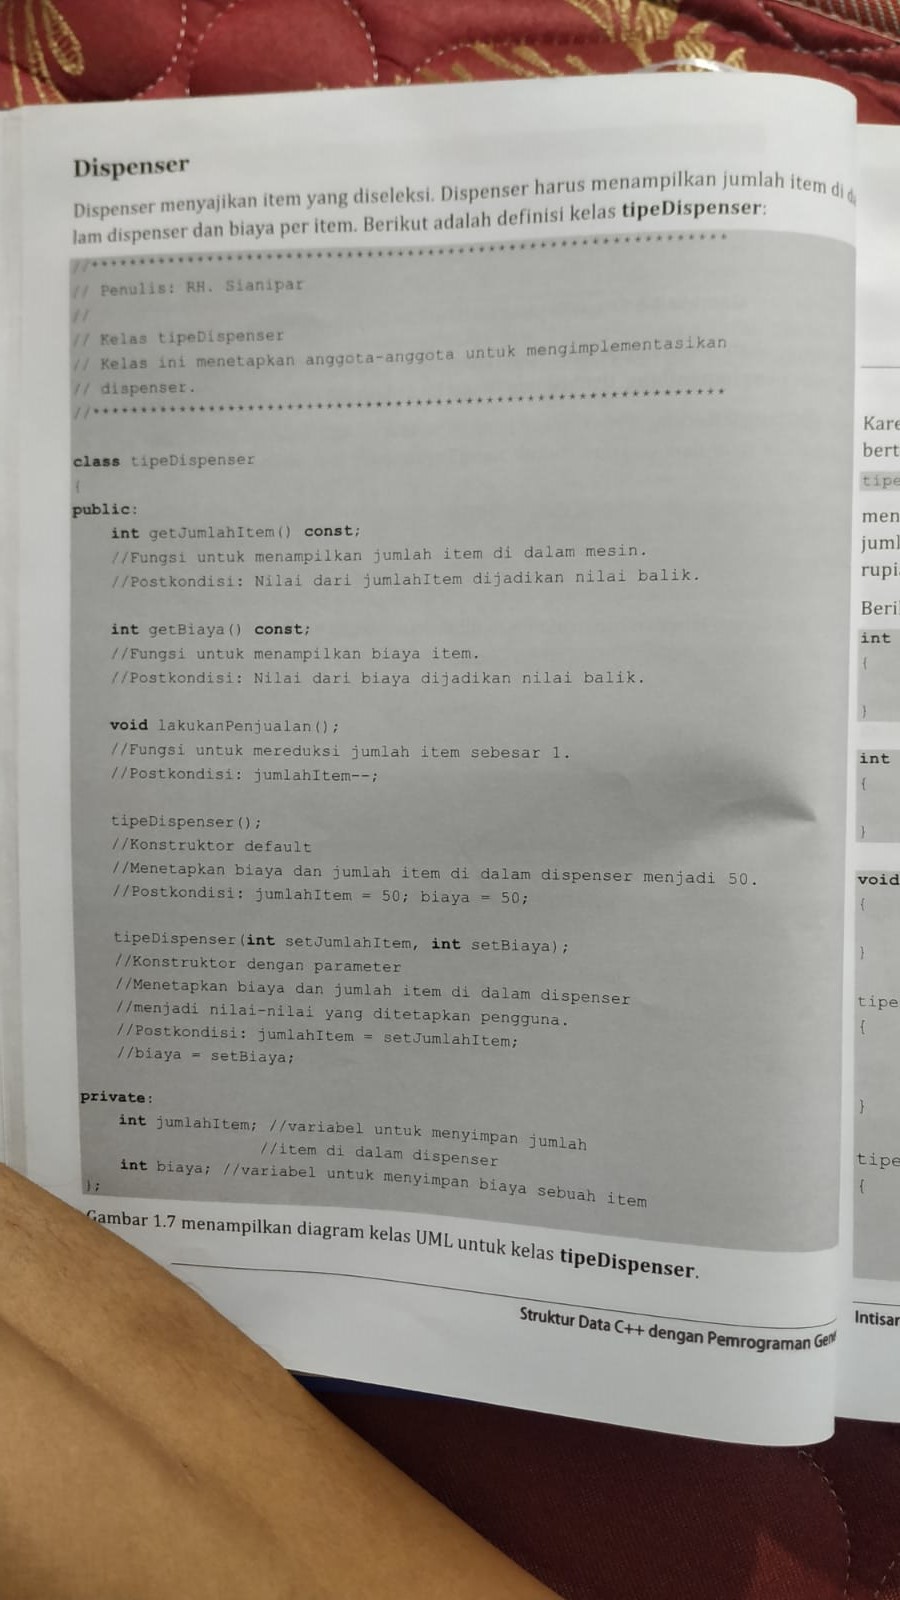 Dispenser
Dispenser menyajikan item yang diseleksi. Dispenser harus menampilkan jumlah item di da
lam dispenser dan biaya per item. Berikut adalah definisi kelas tipeDispenser:
//*******************************************************************
// Penulis: RH. Sianipar
//
// Kelas tipeDispenser
// Kelas ini menetapkan anggota-anggota untuk mengimplementasikan
// dispenser.
//*******************************************************************
class tipeDispenser
{
public:
int getJumlahItem() const;
//Fungsi untuk menampilkan jumlah item di dalam mesin.
//Postkondisi: Nilai dari jumlahItem dijadikan nilai balik.
int getBiaya() const;
//Fungsi untuk menampilkan biaya item.
//Postkondisi: Nilai dari biaya dijadikan nilai balik.
void lakukanPenjualan();
//Fungsi untuk mereduksi jumlah item sebesar 1.
//Postkondisi: jumlahItem--;
tipeDispenser();
//Konstruktor default
//Menetapkan biaya dan jumlah item di dalam dispenser menjadi 50.
//Postkondisi: jumlahItem = 50; biaya = 50;
tipeDispenser(int setJumlahItem, int setBiaya);
//Konstruktor dengan parameter
//Menetapkan biaya dan jumlah item di dalam dispenser
//menjadi nilai-nilai yang ditetapkan pengguna.
//Postkondisi: jumlahItem = setJumlahItem;
//biaya = setBiaya;
private:
int jumlahItem; //variabel untuk menyimpan jumlah
//item di dalam dispenser
int biaya; //variabel untuk menyimpan biaya sebuah item
};
Gambar 1.7 menampilkan diagram kelas UML untuk kelas tipeDispenser.
Struktur Data C++ dengan Pemrograman
Kare
bert
tipe
men
juml
rupi
Beri
int
{
}
int
{
}
void
{
}
tipe
{
}
tipe
{
Intisar